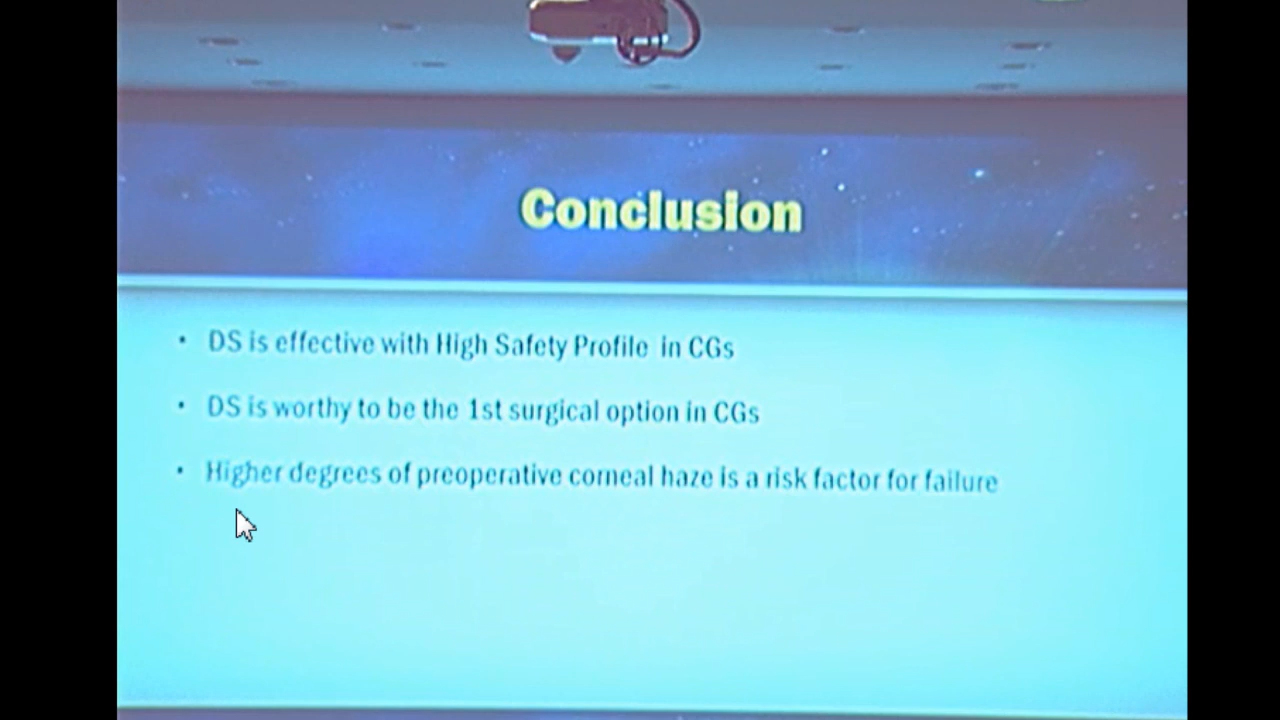 Conclusion
• DS is effective with High Safety Profile in CGs
• DS is worthy to be the 1st surgical option in CGs
• Higher degrees of preoperative corneal haze is a risk factor for failure